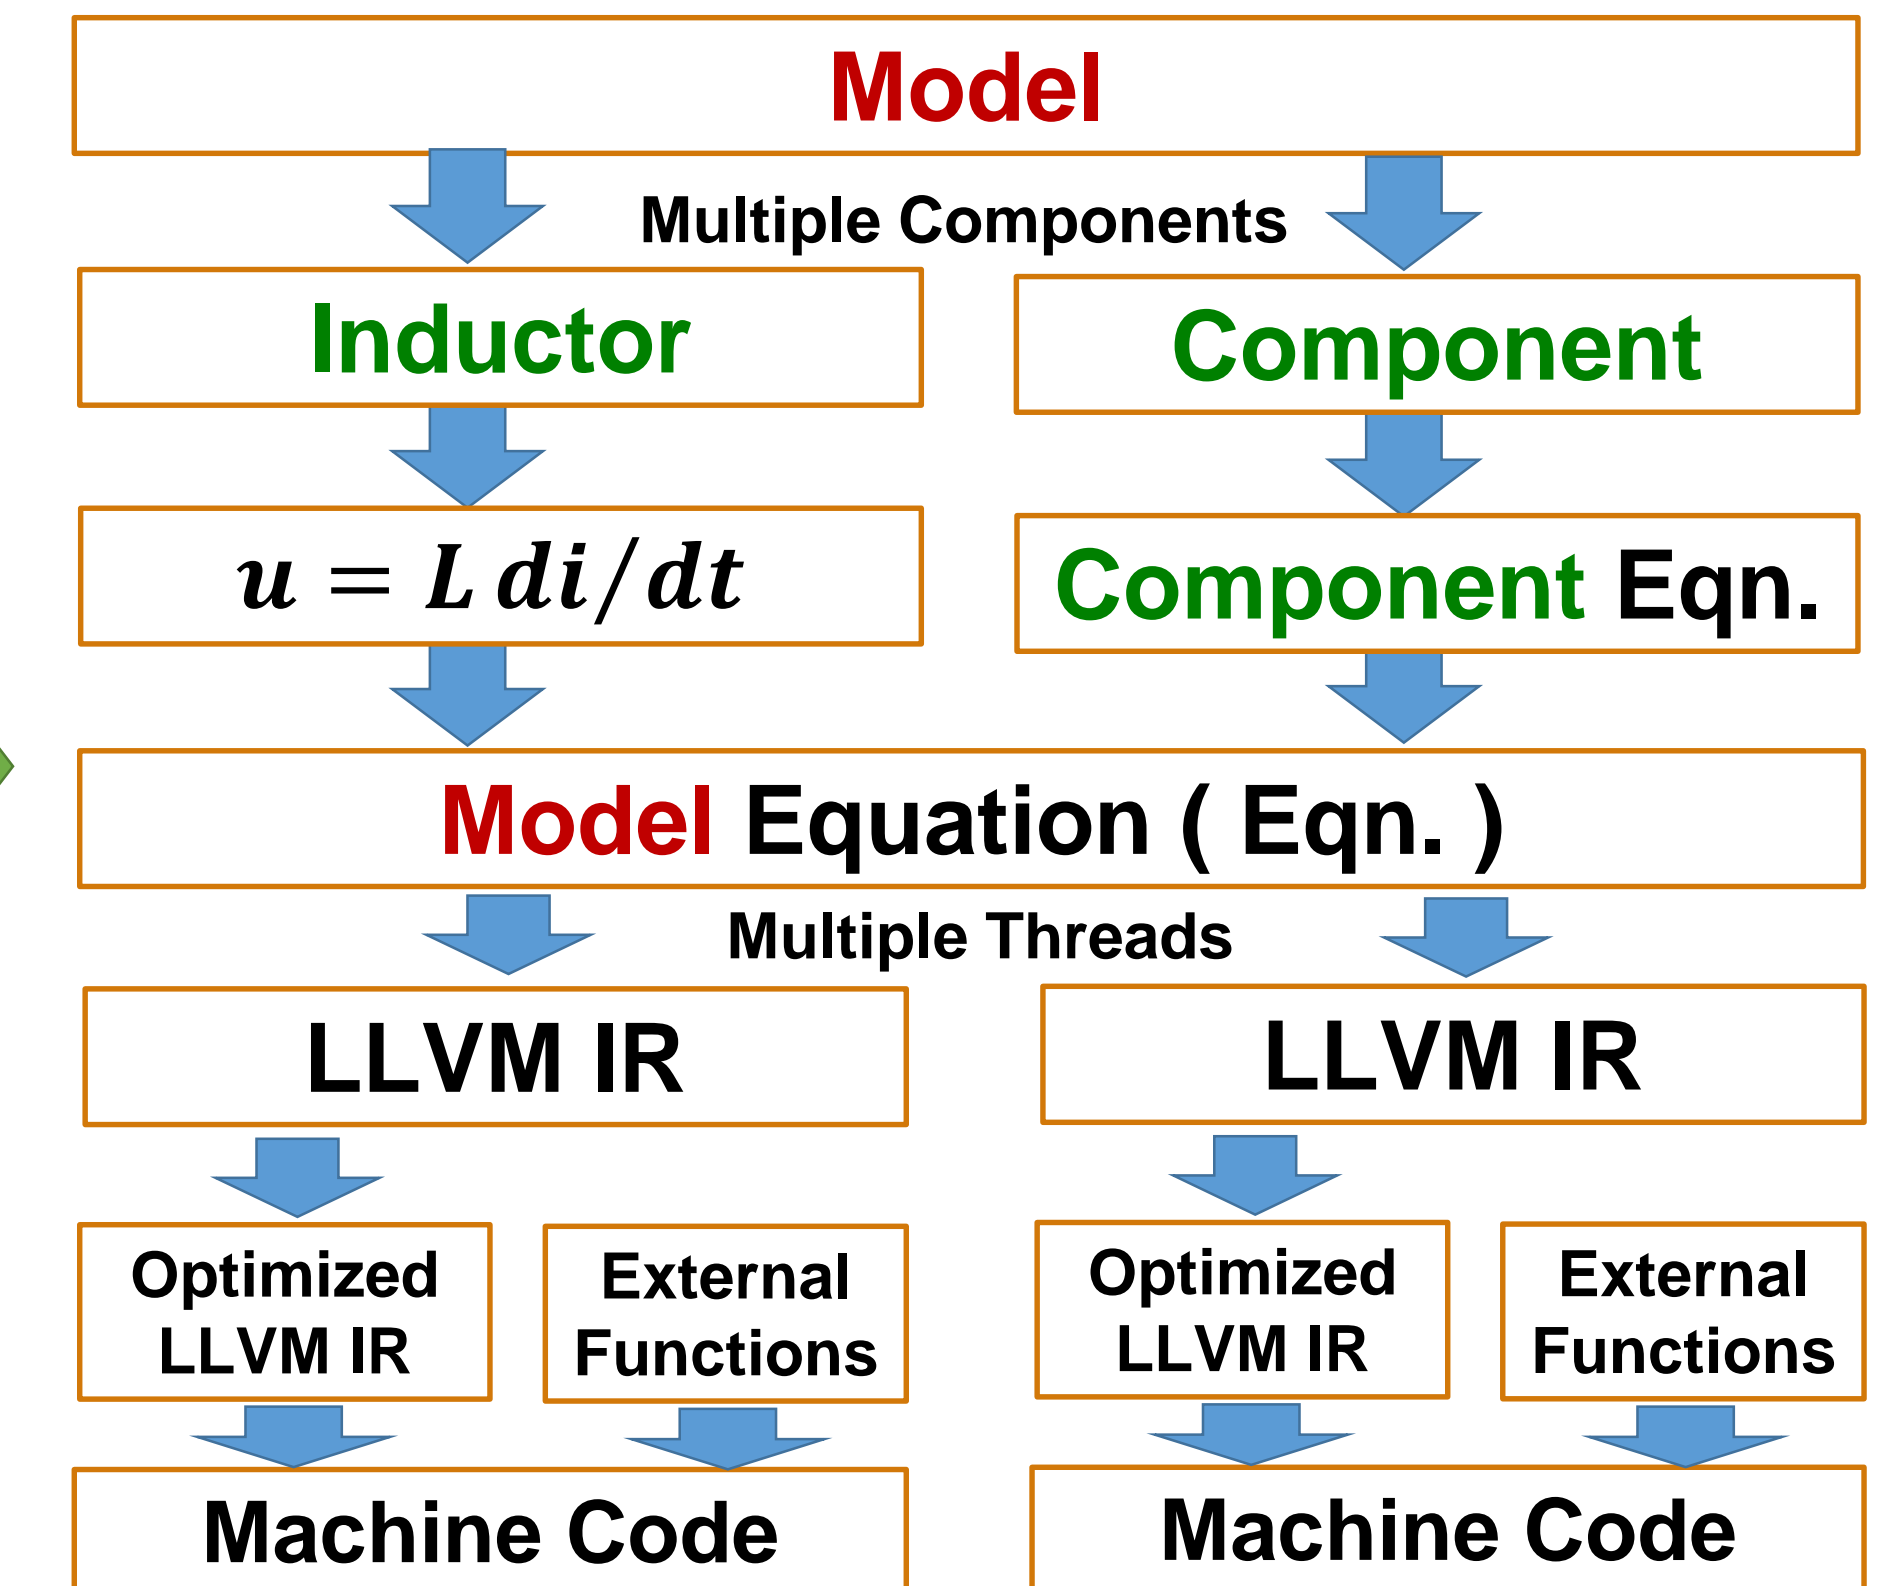 Model
Multiple Components
Inductor
Component
u = L di/dt
Component Eqn.
Model Equation ( Eqn. )
Multiple Threads
LLVM IR
LLVM IR
Optimized
LLVM IR
External
Functions
Optimized
LLVM IR
External
Functions
Machine Code
Machine Code